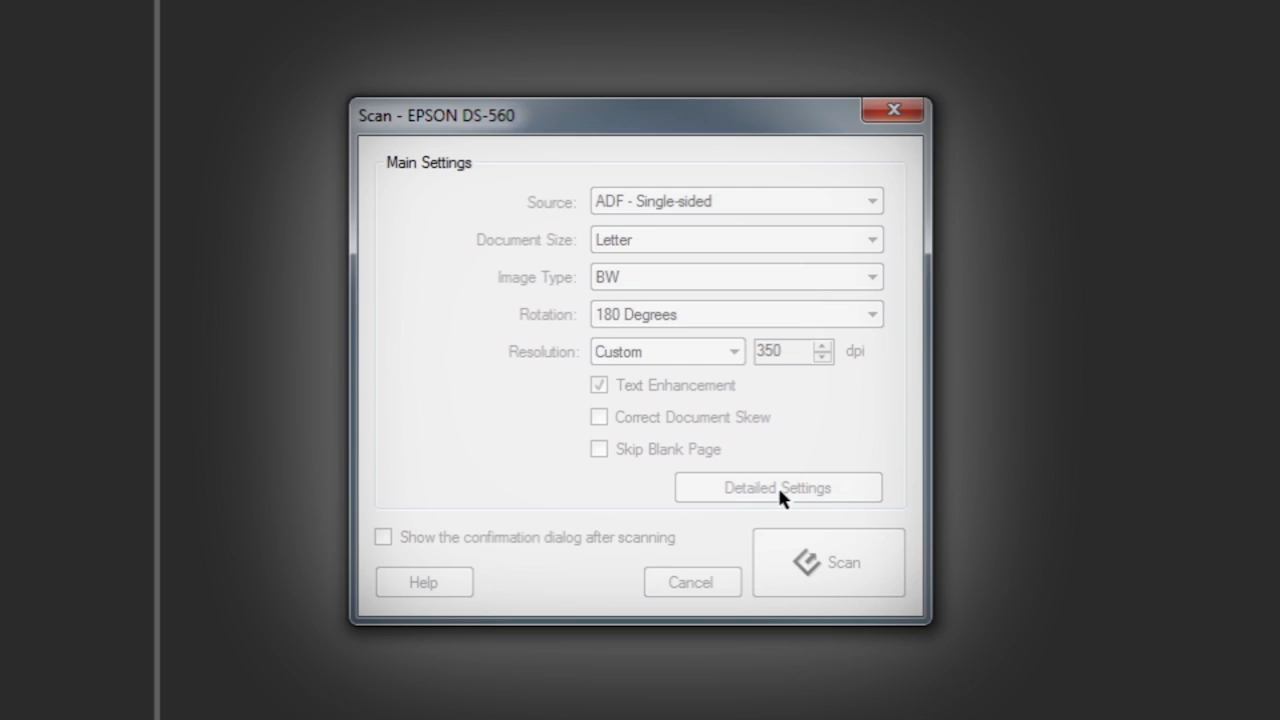 Scan - EPSON DS-560
Main Settings
Source: ADF - Single-sided
Document Size: Letter
Image Type: BW
Rotation: 180 Degrees
Resolution: Custom 350 dpi
Text Enhancement
Correct Document Skew
Skip Blank Page
Detailed Settings
Show the confirmation dialog after scanning
Scan
Help
Cancel